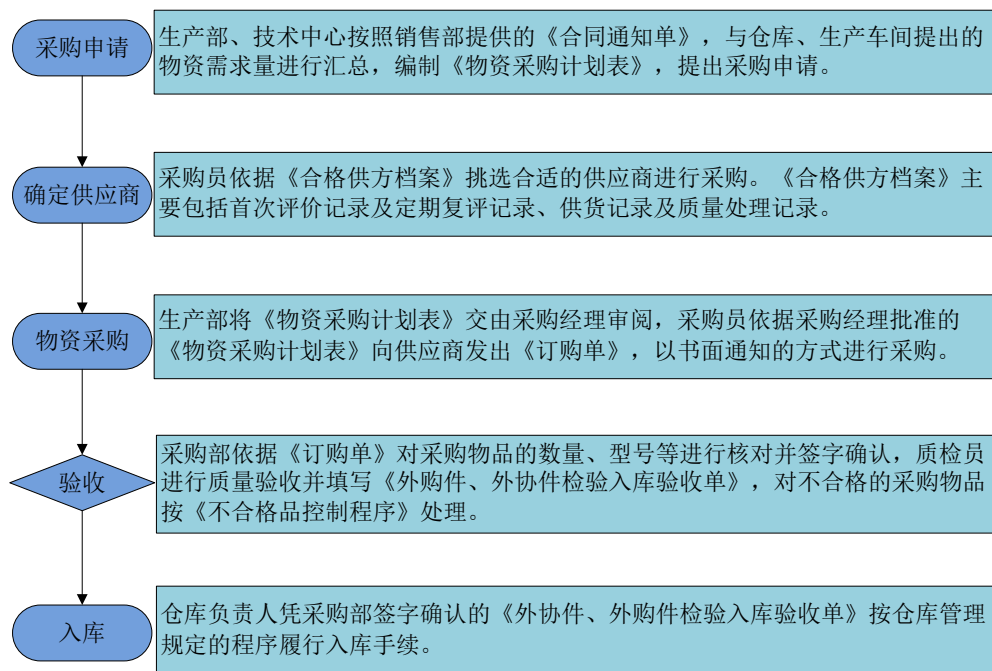 采购申请
生产部、技术中心按照销售部提供的《合同通知单》，与仓库、生产车间提出的
物资需求量进行汇总，编制《物资采购计划表》，提出采购申请。
确定供应商
采购员依据《合格供方档案》挑选合适的供应商进行采购。《合格供方档案》主
要包括首次评价记录及定期复评记录、供货记录及质量处理记录。
物资采购
生产部将《物资采购计划表》交由采购经理审阅，采购员依据采购经理批准的
《物资采购计划表》向供应商发出《订购单》，以书面通知的方式进行采购。
验收
采购部依据《订购单》对采购物品的数量、型号等进行核对并签字确认，质检员
进行质量验收并填写《外购件、外协件检验入库验收单》，对不合格的采购物品
按《不合格品控制程序》处理。
入库
仓库负责人凭采购部签字确认的《外协件、外购件检验入库验收单》按仓库管理
规定的程序履行入库手续。